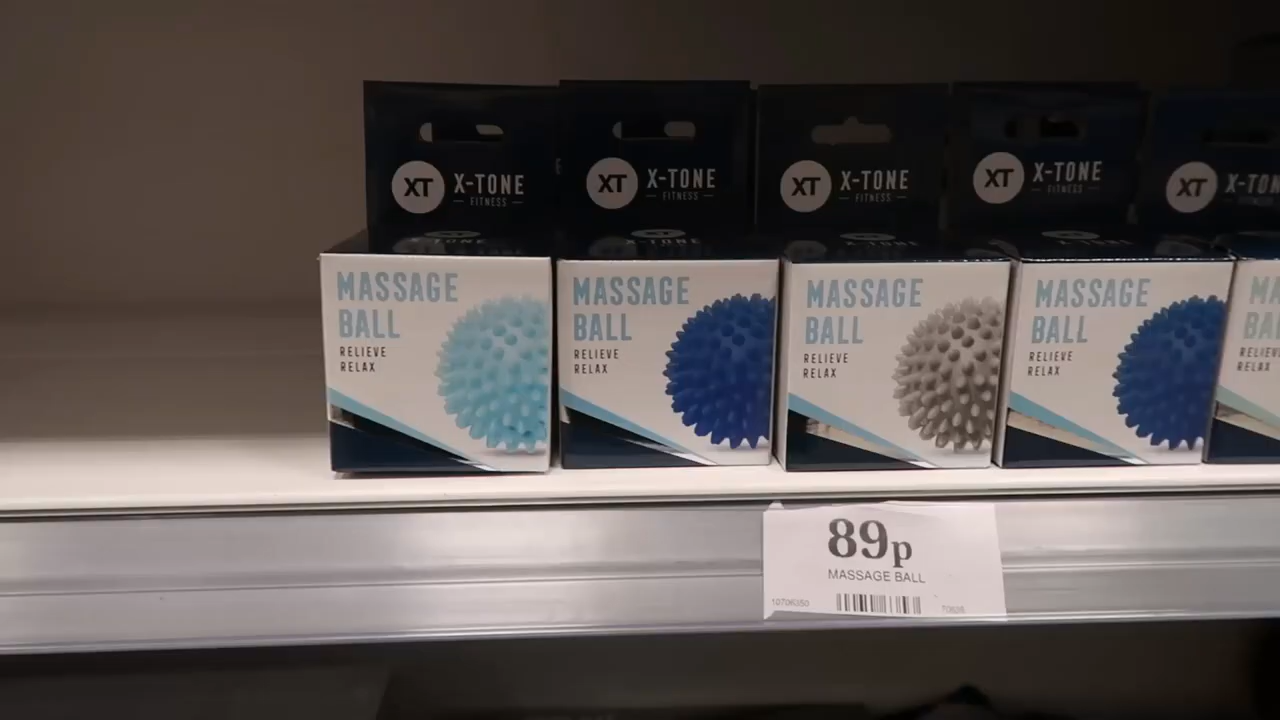 XT X-TONE
FITNESS
XT X-TONE
FITNESS
XT X-TONE
FITNESS
XT X-TONE
FITNESS
XT X-TON
MASSAGE
BALL
RELIEVE
RELAX
MASSAGE
BALL
RELIEVE
RELAX
MASSAGE
BALL
RELIEVE
RELAX
MASSAGE
BALL
RELIEVE
RELAX
89p
MASSAGE BALL